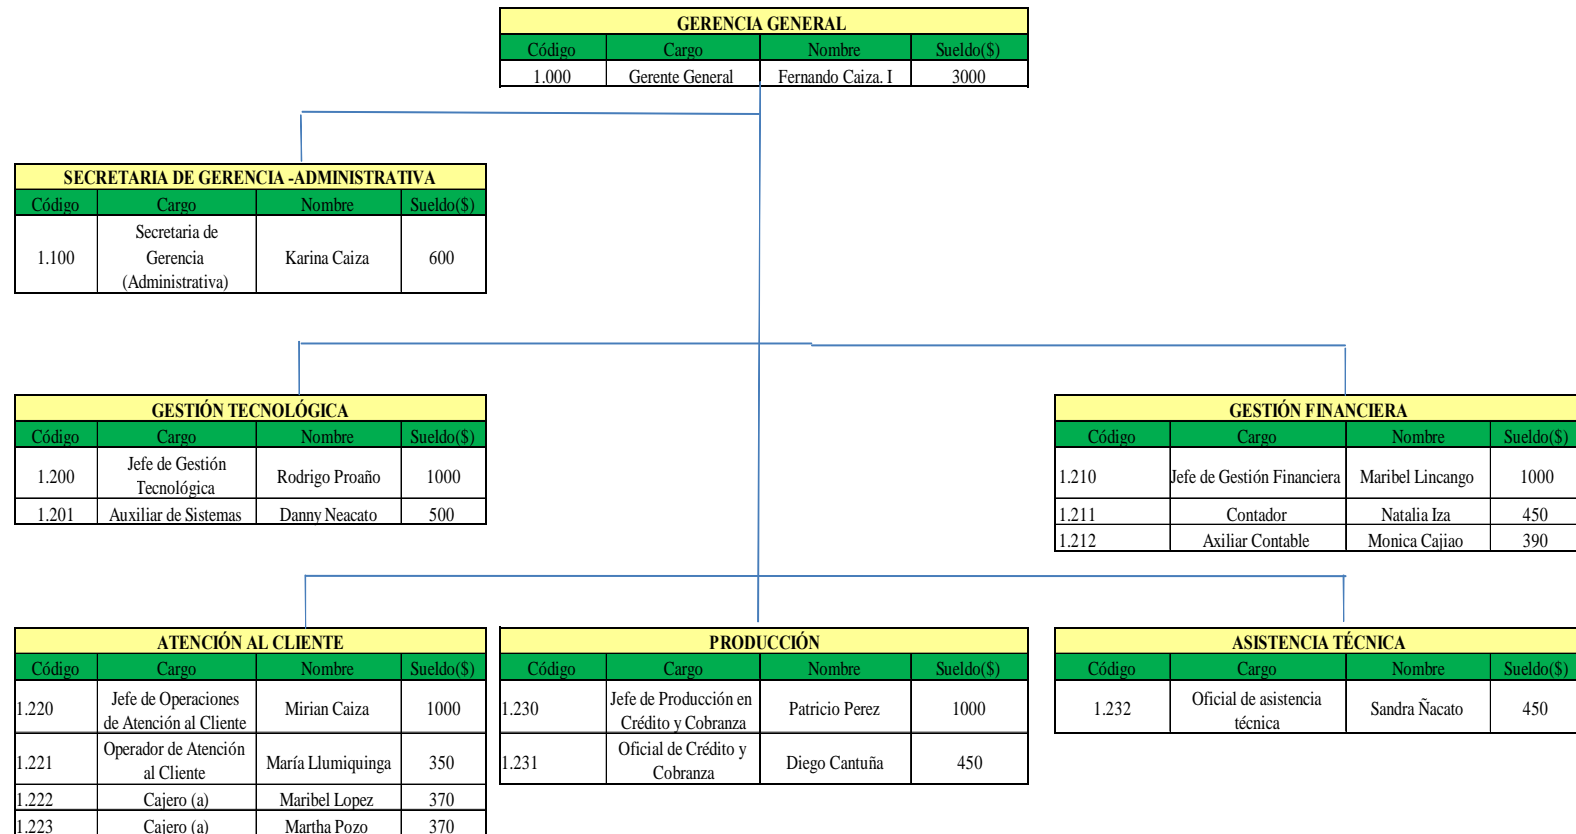 GERENCIA GENERAL
Código Cargo Nombre Sueldo($)
1.000 Gerente General Fernando Caiza. I 3000
SECRETARIA DE GERENCIA -ADMINISTRATIVA
Código Cargo Nombre Sueldo($)
1.100 Secretaria de Gerencia (Administrativa) Karina Caiza 600
GESTIÓN TECNOLÓGICA
Código Cargo Nombre Sueldo($)
1.200 Jefe de Gestión Tecnológica Rodrigo Proaño 1000
1.201 Auxiliar de Sistemas Danny Neacato 500
GESTIÓN FINANCIERA
Código Cargo Nombre Sueldo($)
1.210 Jefe de Gestión Financiera Maribel Lincango 1000
1.211 Contador Natalia Iza 450
1.212 Axiliar Contable Monica Cajiao 390
ATENCIÓN AL CLIENTE
Código Cargo Nombre Sueldo($)
1.220 Jefe de Operaciones de Atención al Cliente Mirian Caiza 1000
1.221 Operador de Atención al Cliente María Llumiquinga 350
1.222 Cajero (a) Maribel Lopez 370
1.223 Cajero (a) Martha Pozo 370
PRODUCCIÓN
Código Cargo Nombre Sueldo($)
1.230 Jefe de Producción en Crédito y Cobranza Patricio Perez 1000
1.231 Oficial de Crédito y Cobranza Diego Cantuña 450
ASISTENCIA TÉCNICA
Código Cargo Nombre Sueldo($)
1.232 Oficial de asistencia técnica Sandra Ñacato 450